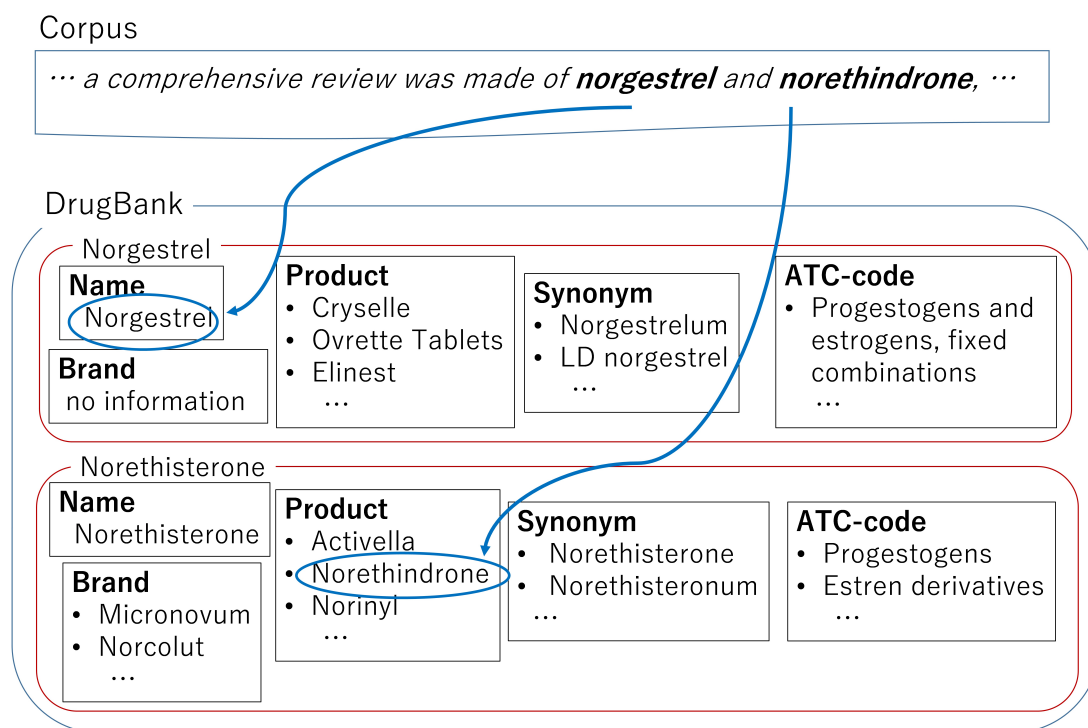 Corpus
… a comprehensive review was made of norgestrel and norethindrone, …
DrugBank
Norgestrel
Name
Norgestrel
Brand
no information
Product
• Cryselle
• Ovrette Tablets
• Elinest
…
Synonym
• Norgestrelum
• LD norgestrel
…
ATC-code
• Progestogens and
estrogens, fixed
combinations
…
Norethisterone
Name
Norethisterone
Brand
• Micronovum
• Norcolut
…
Product
• Activella
• Norethindrone
• Norinyl
…
Synonym
• Norethisterone
• Norethisteronum
…
ATC-code
• Progestogens
• Estren derivatives
…